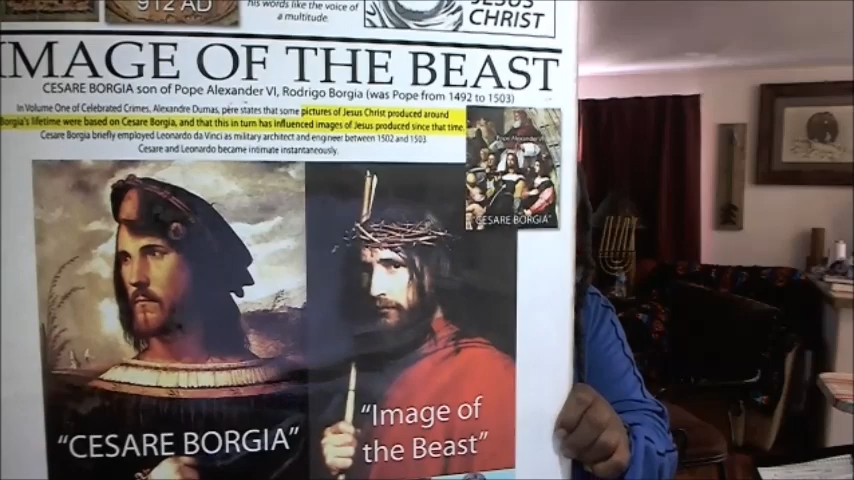 912 AD
his words like the voice of
a multitude.
JESUS
CHRIST
IMAGE OF THE BEAST
CESARE BORGIA son of Pope Alexander VI, Rodrigo Borgia (was Pope from 1492 to 1503)
In Volume One of Celebrated Crimes, Alexandre Dumas, père states that some pictures of Jesus Christ produced around
Borgia's lifetime were based on Cesare Borgia, and that this in turn has influenced images of Jesus produced since that time.
Cesare Borgia briefly employed Leonardo da Vinci as military architect and engineer between 1502 and 1503.
Cesare and Leonardo became intimate instantaneously.
Pope Alexander VI
"CESARE BORGIA"
"CESARE BORGIA"
"Image of
the Beast"